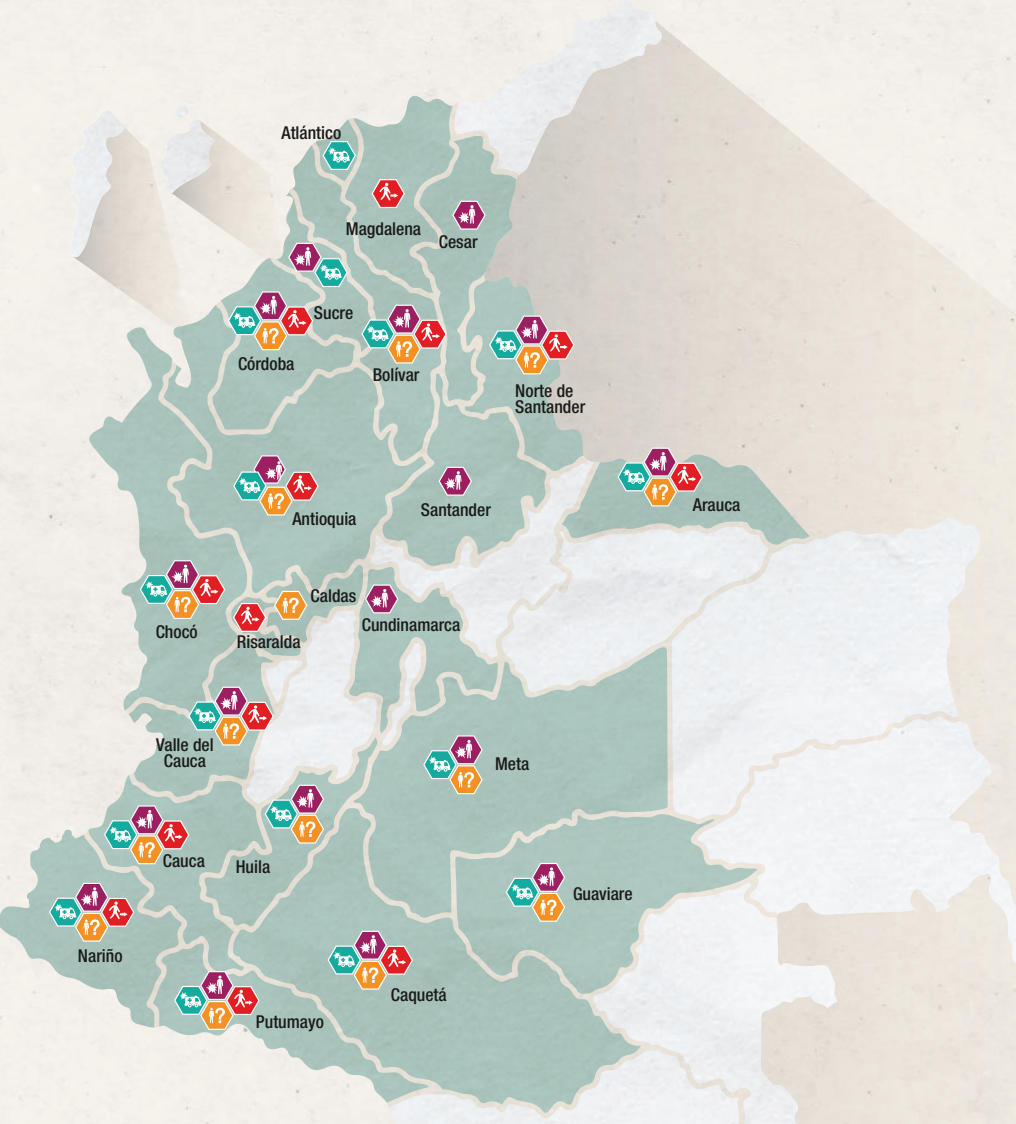 Atlántico
Magdalena
Cesar
Sucre
Córdoba
Bolívar
Norte de
Santander
Antioquia
Santander
Arauca
Chocó
Caldas
Risaralda
Cundinamarca
Valle del
Cauca
Meta
Cauca
Huila
Guaviare
Nariño
Caquetá
Putumayo